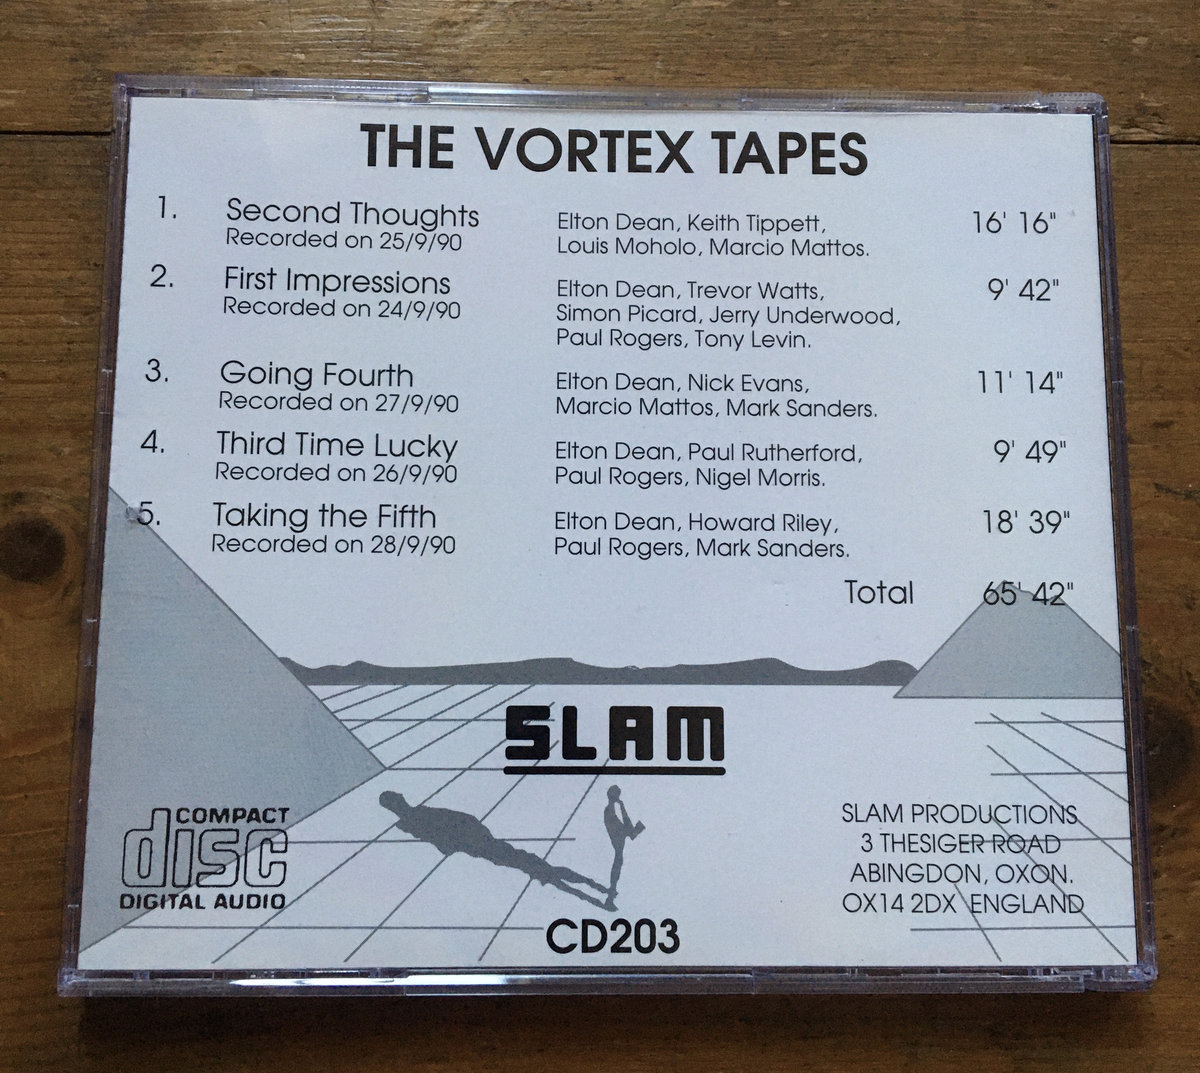 THE VORTEX TAPES
1. Second Thoughts
Recorded on 25/9/90
Elton Dean, Keith Tippett,
Louis Moholo, Marcio Mattos.
16' 16"
2. First Impressions
Recorded on 24/9/90
Elton Dean, Trevor Watts,
Simon Picard, Jerry Underwood,
Paul Rogers, Tony Levin.
9' 42"
3. Going Fourth
Recorded on 27/9/90
Elton Dean, Nick Evans,
Marcio Mattos, Mark Sanders.
11' 14"
4. Third Time Lucky
Recorded on 26/9/90
Elton Dean, Paul Rutherford,
Paul Rogers, Nigel Morris.
9' 49"
5. Taking the Fifth
Recorded on 28/9/90
Elton Dean, Howard Riley,
Paul Rogers, Mark Sanders.
18' 39"
Total 65' 42"
SLAM
COMPACT
disc
DIGITAL AUDIO
SLAM PRODUCTIONS
3 THESIGER ROAD
ABINGDON, OXON.
OX14 2DX ENGLAND
CD203